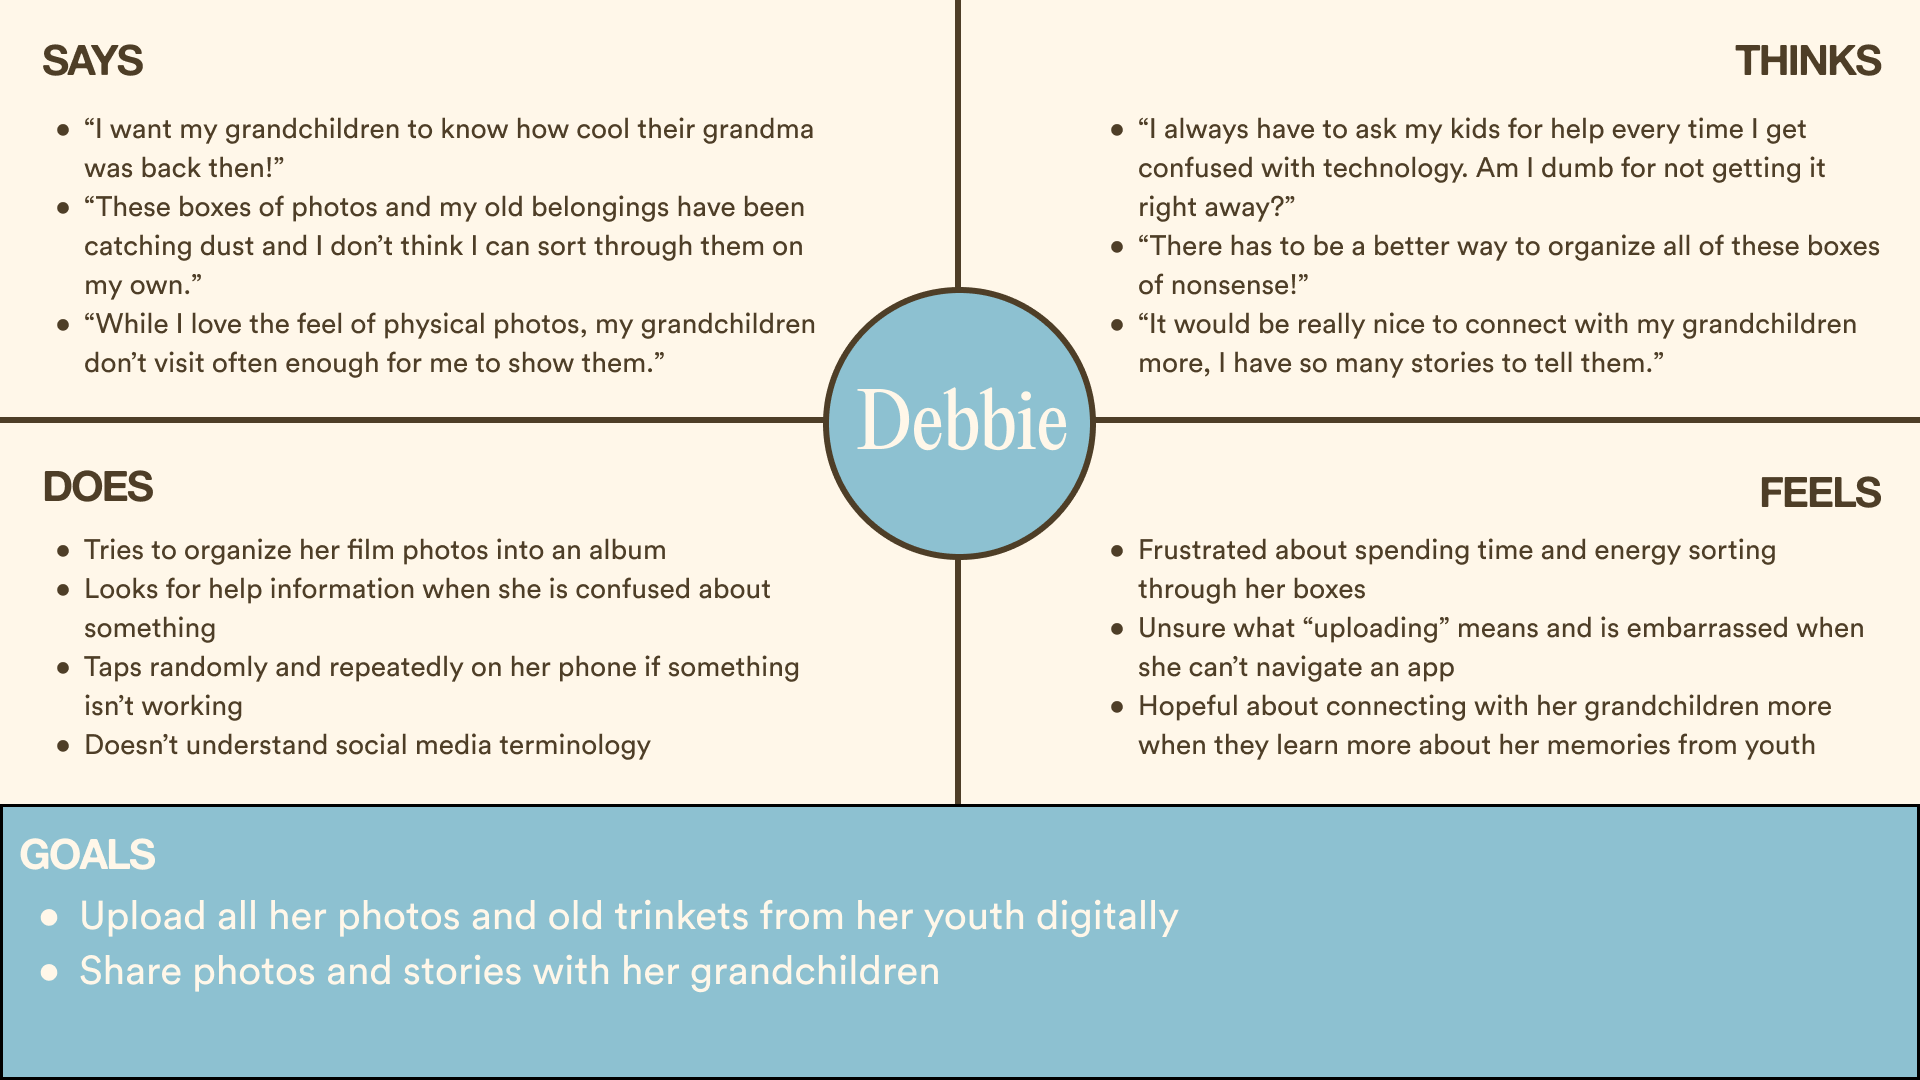 SAYS
“I want my grandchildren to know how cool their grandma
was back then!”
“These boxes of photos and my old belongings have been
catching dust and I don’t think I can sort through them on
my own.”
“While I love the feel of physical photos, my grandchildren
don’t visit often enough for me to show them.”
THINKS
“I always have to ask my kids for help every time I get
confused with technology. Am I dumb for not getting it
right away?”
“There has to be a better way to organize all of these boxes
of nonsense!”
“It would be really nice to connect with my grandchildren
more, I have so many stories to tell them.”
Debbie
DOES
Tries to organize her film photos into an album
Looks for help information when she is confused about
something
Taps randomly and repeatedly on her phone if something
isn’t working
Doesn’t understand social media terminology
FEELS
Frustrated about spending time and energy sorting
through her boxes
Unsure what “uploading” means and is embarrassed when
she can’t navigate an app
Hopeful about connecting with her grandchildren more
when they learn more about her memories from youth
GOALS
Upload all her photos and old trinkets from her youth digitally
Share photos and stories with her grandchildren